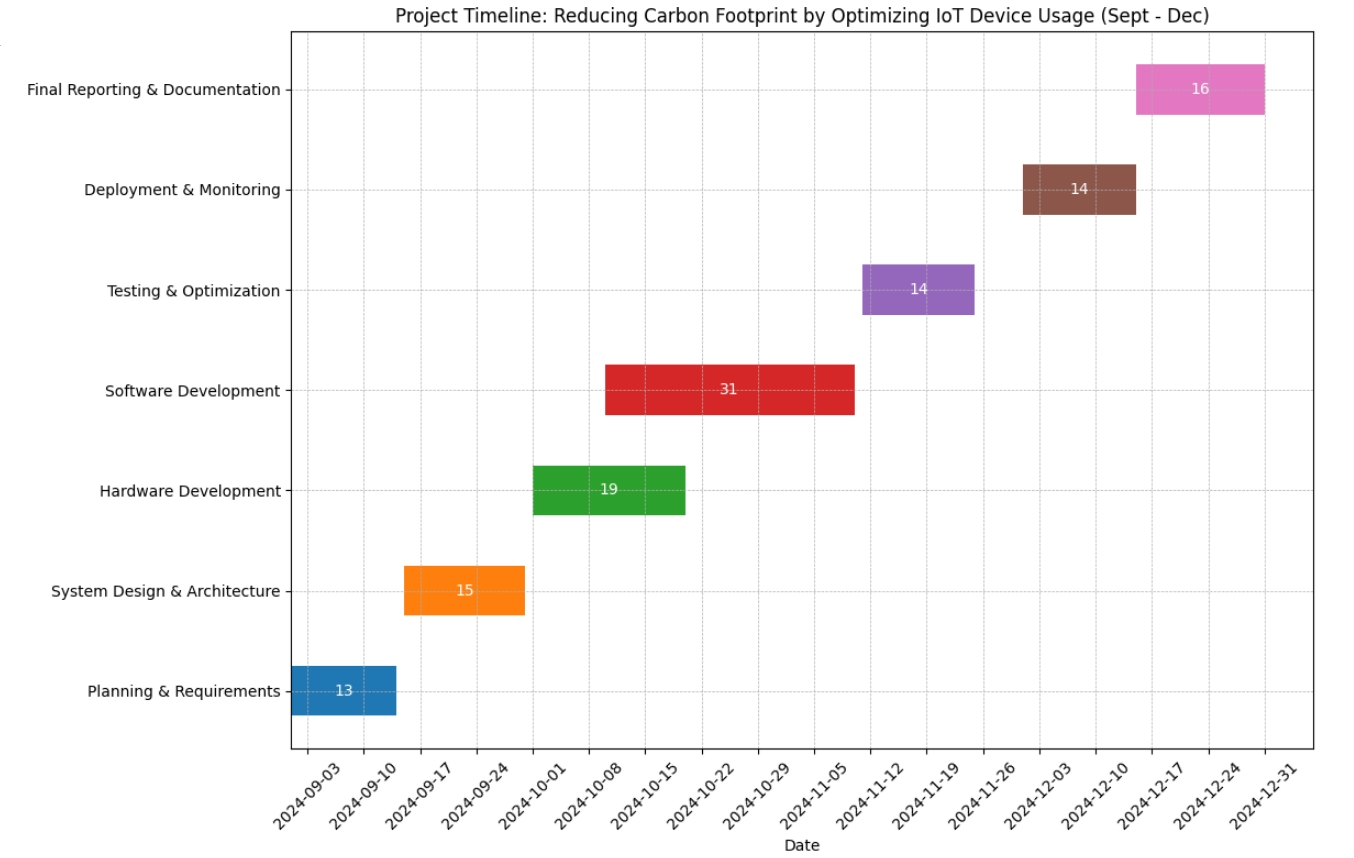 Project Timeline: Reducing Carbon Footprint by Optimizing IoT Device Usage (Sept - Dec)
Final Reporting & Documentation
16
Deployment & Monitoring
14
Testing & Optimization
14
Software Development
31
Hardware Development
19
System Design & Architecture
15
Planning & Requirements
13
2024-09-03
2024-09-10
2024-09-17
2024-09-24
2024-10-01
2024-10-08
2024-10-15
2024-10-22
2024-10-29
2024-11-05
2024-11-12
2024-11-19
2024-11-26
2024-12-03
2024-12-10
2024-12-17
2024-12-24
2024-12-31
Date